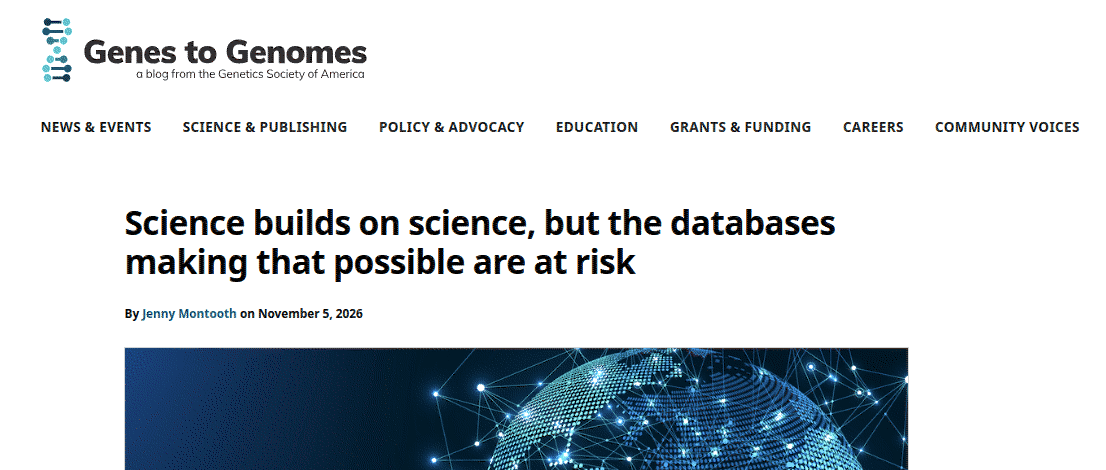 Genes to Genomes
a blog from the Genetics Society of America
NEWS & EVENTS SCIENCE & PUBLISHING POLICY & ADVOCACY EDUCATION GRANTS & FUNDING CAREERS COMMUNITY VOICES
Science builds on science, but the databases
making that possible are at risk
By Jenny Montooth on November 5, 2026